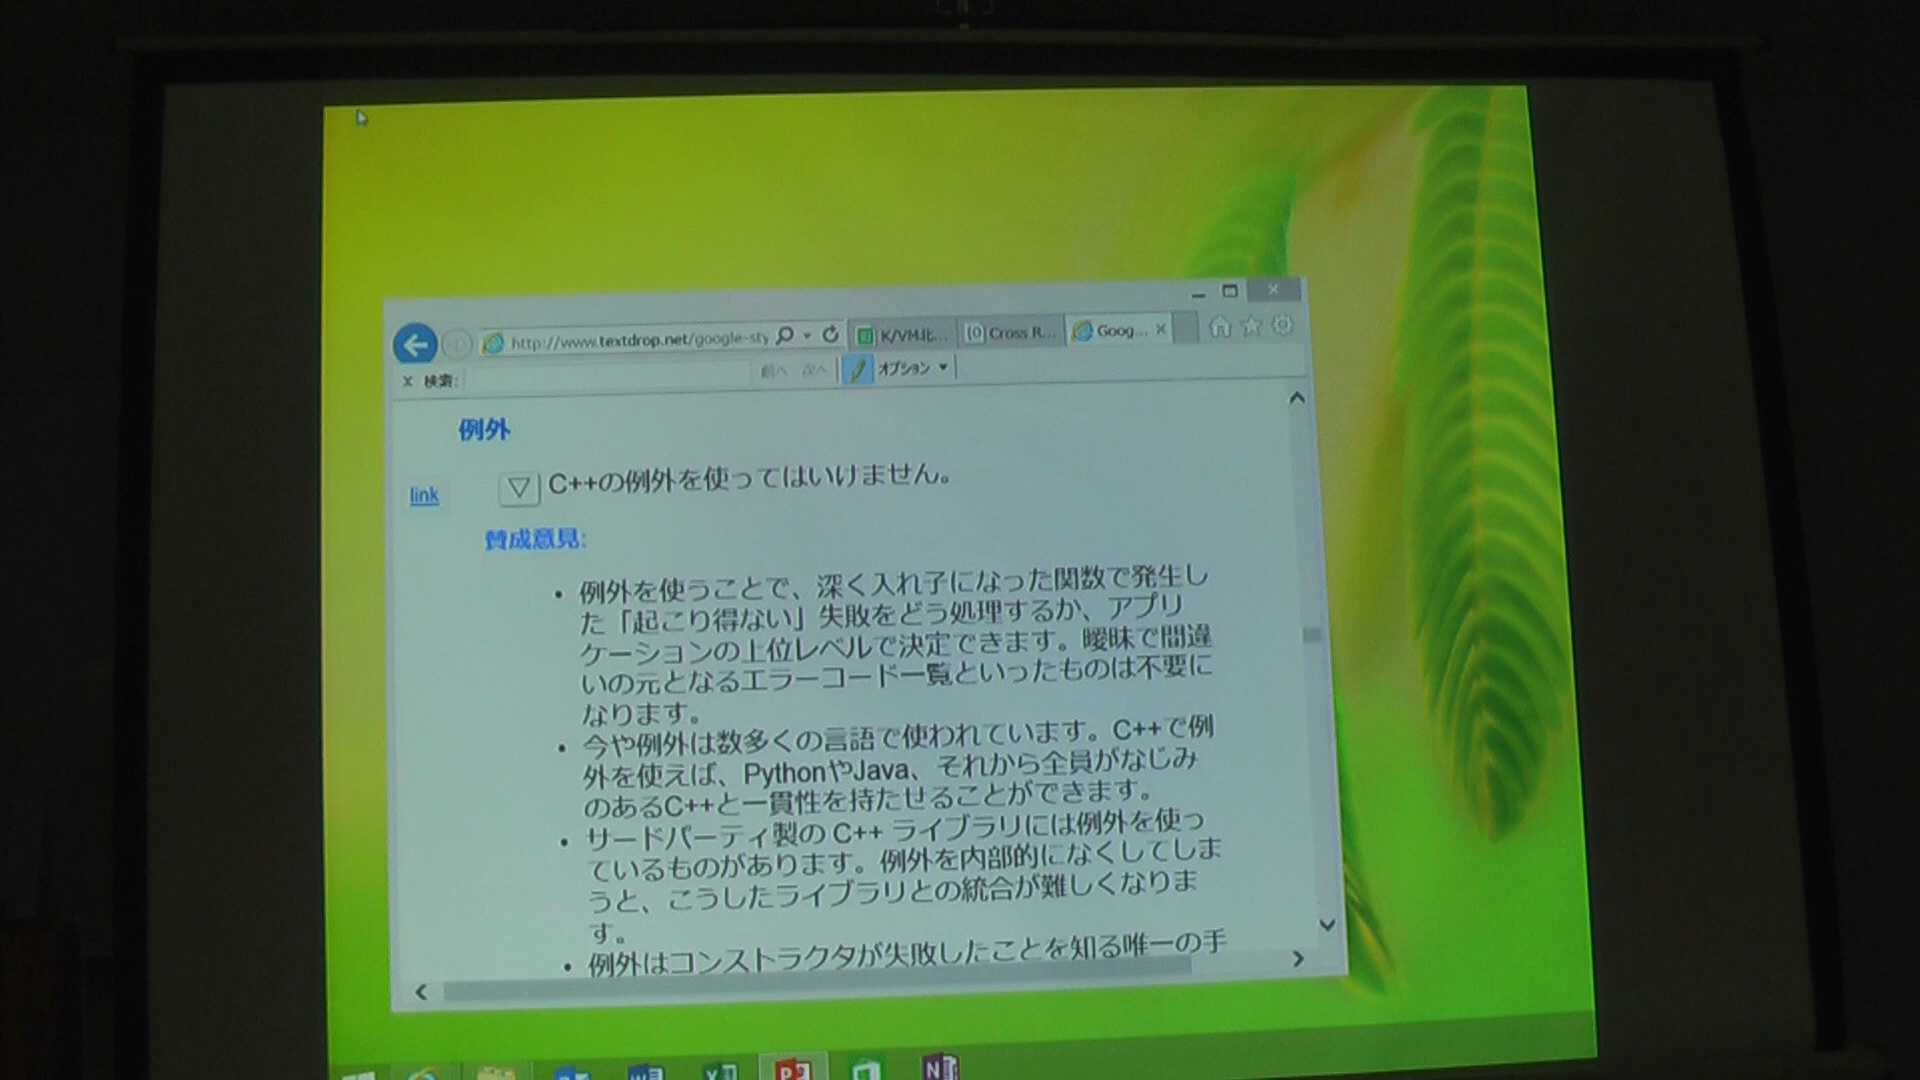 http://www.textdrop.net/google-sty
K/VM北...
Cross R...
Goog...
× 検索:
前へ 次へ
オプション
例外
link
C++の例外を使ってはいけません。
賛成意見:
• 例外を使うことで、深く入れ子になった関数で発生し
た「起こり得ない」失敗をどう処理するか、アプリ
ケーションの上位レベルで決定できます。曖昧で間違
いの元となるエラーコード一覧といったものは不要に
なります。
• 今や例外は数多くの言語で使われています。C++で例
外を使えば、PythonやJava、それから全員がなじみ
のあるC++と一貫性を持たせることができます。
• サードパーティ製の C++ ライブラリには例外を使っ
ているものがあります。例外を内部的になくしてしま
うと、こうしたライブラリとの統合が難しくなりま
す。
• 例外はコンストラクタが失敗したことを知る唯一の手